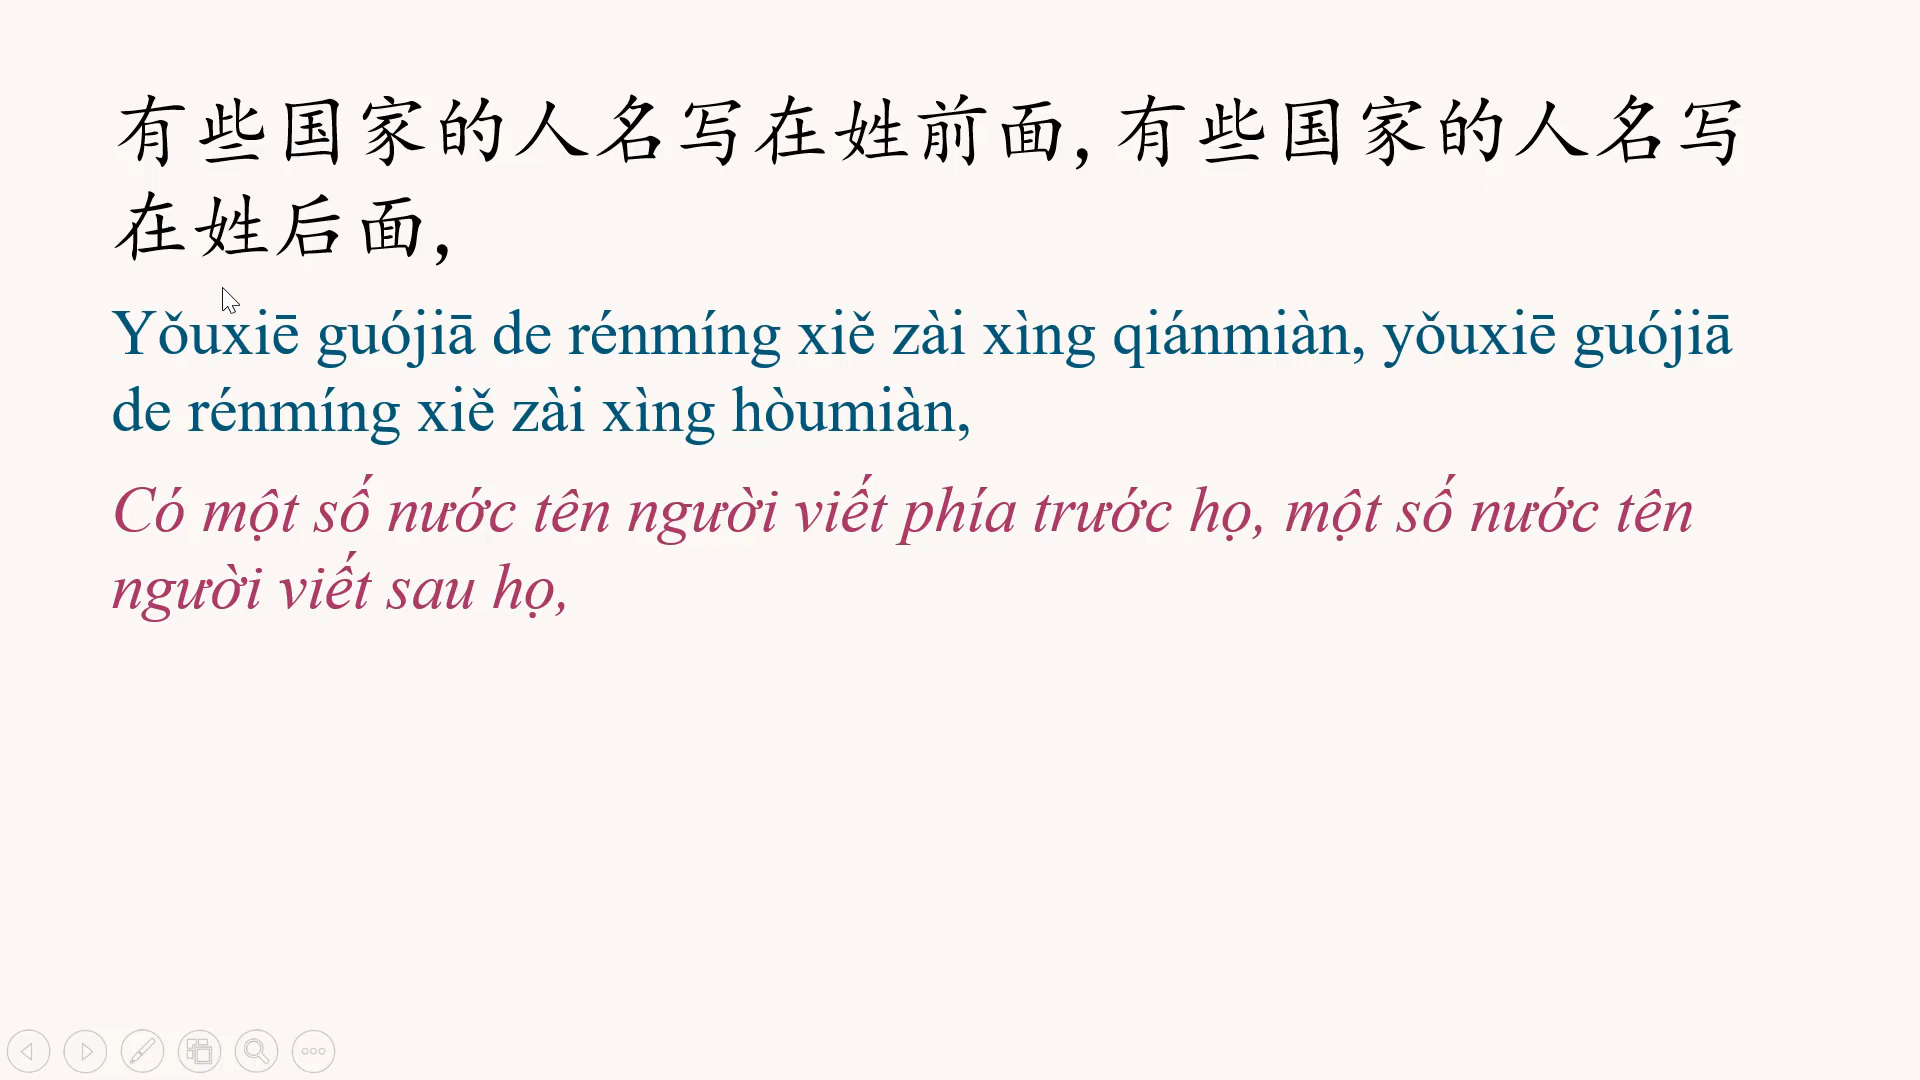 有些国家的人名写在姓前面,有些国家的人名写
在姓后面,
Yǒuxiē guójiā de rénmíng xiě zài xìng qiánmiàn, yǒuxiē guójiā
de rénmíng xiě zài xìng hòumiàn,
Có một số nước tên người viết phía trước họ, một số nước tên
người viết sau họ,